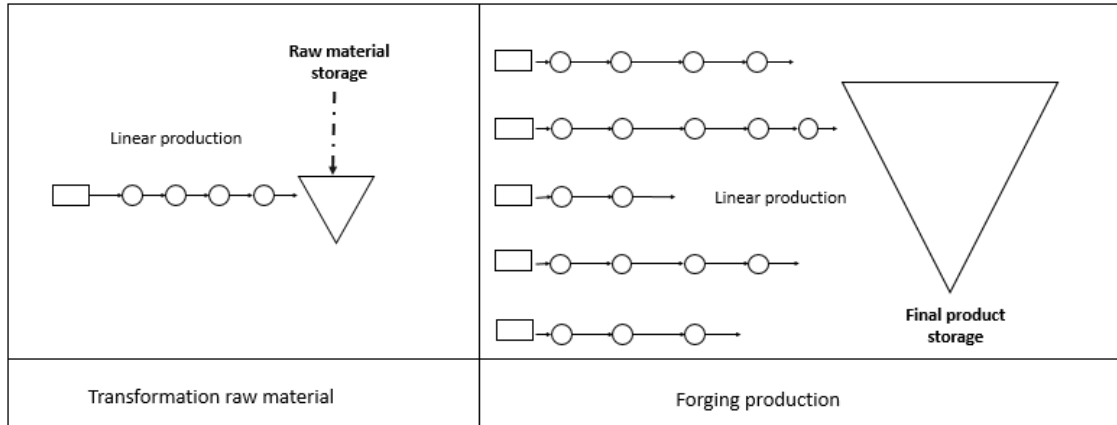 Raw material
storage
Linear production
Linear production
Final product
storage
Transformation raw material
Forging production